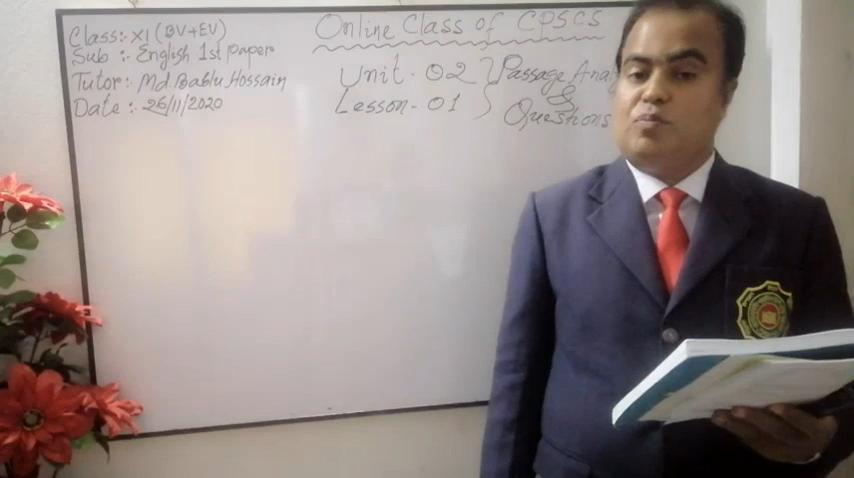 Class:- XI (BV+EV)
Sub :- English 1st paper
Tutor:- Md. Bablu Hossain
Date :- 26/11/2020
Online Class of CPSCS
Unit - 02 } Passage Analy
Lesson - 01 } &
Questions